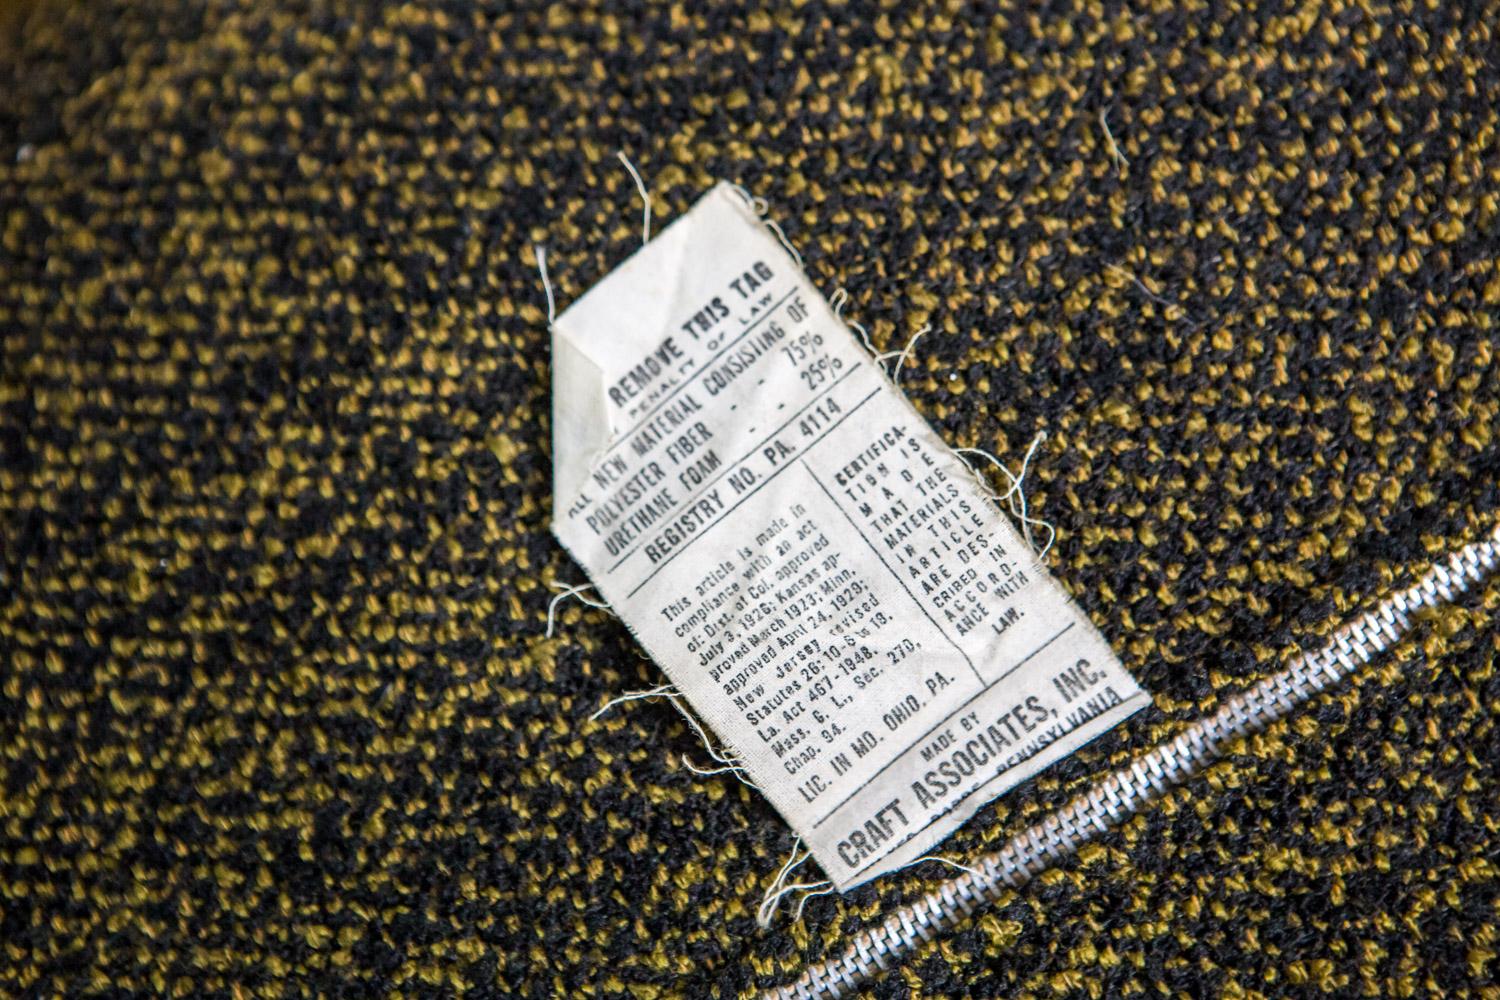 REMOVE THIS TAG
PENALTY OF LAW
ALL NEW MATERIAL CONSISTING OF
POLYESTER FIBER - - 75%
URETHANE FOAM - - 25%
REGISTRY NO. PA. 4114
This article is made in
compliance with an act
of: Dist. of Col. approved
July 3, 1926; Kansas ap-
proved March 1923; Minn.
approved April 24, 1929;
New Jersey revised
Statutes 26:10-6 to 18.
La. Act 467-1948.
Mass. G. L., Sec. 270,
Chap. 94.
LIC. IN MD. OHIO, PA.
CERTIFICA-
TION IS
MADE
THAT THE
MATERIALS
IN THIS
ARTICLE
ARE DES-
CRIBED IN
ACCORD-
ANCE WITH
LAW.
MADE BY
CRAFT ASSOCIATES, INC.
PENNSYLVANIA